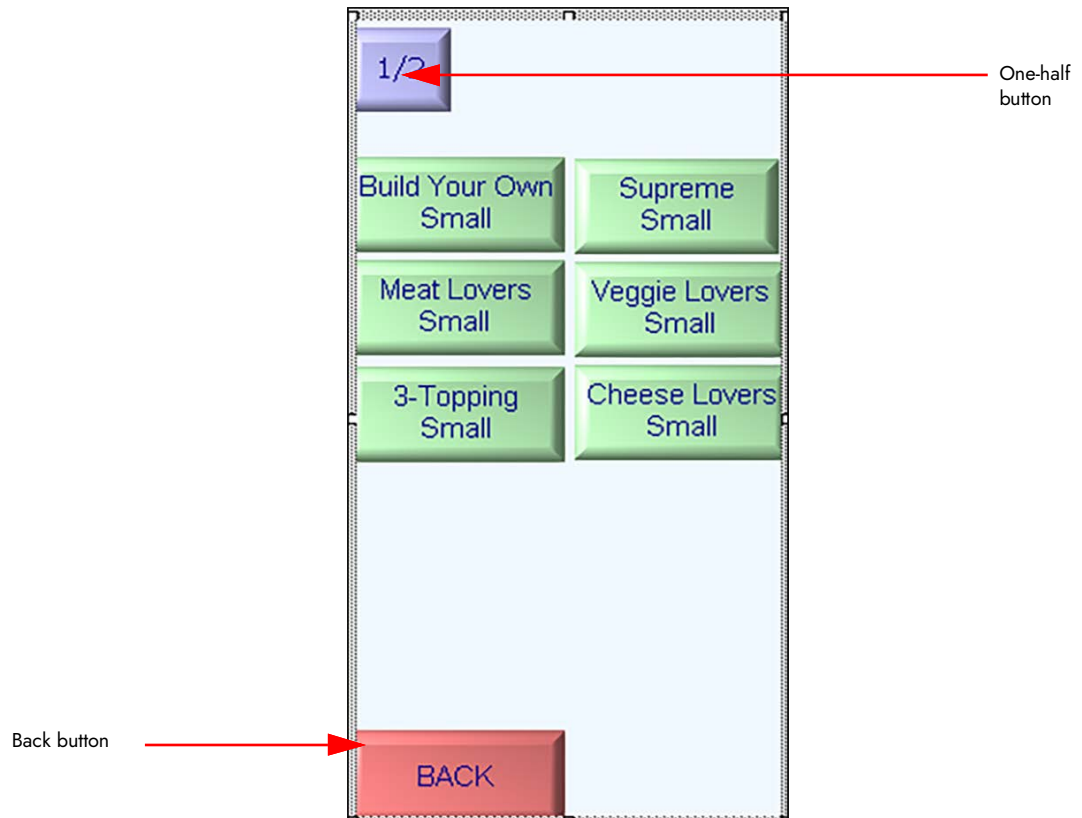 1/2
One-half
button
Build Your Own
Small
Supreme
Small
Meat Lovers
Small
Veggie Lovers
Small
3-Topping
Small
Cheese Lovers
Small
Back button
BACK